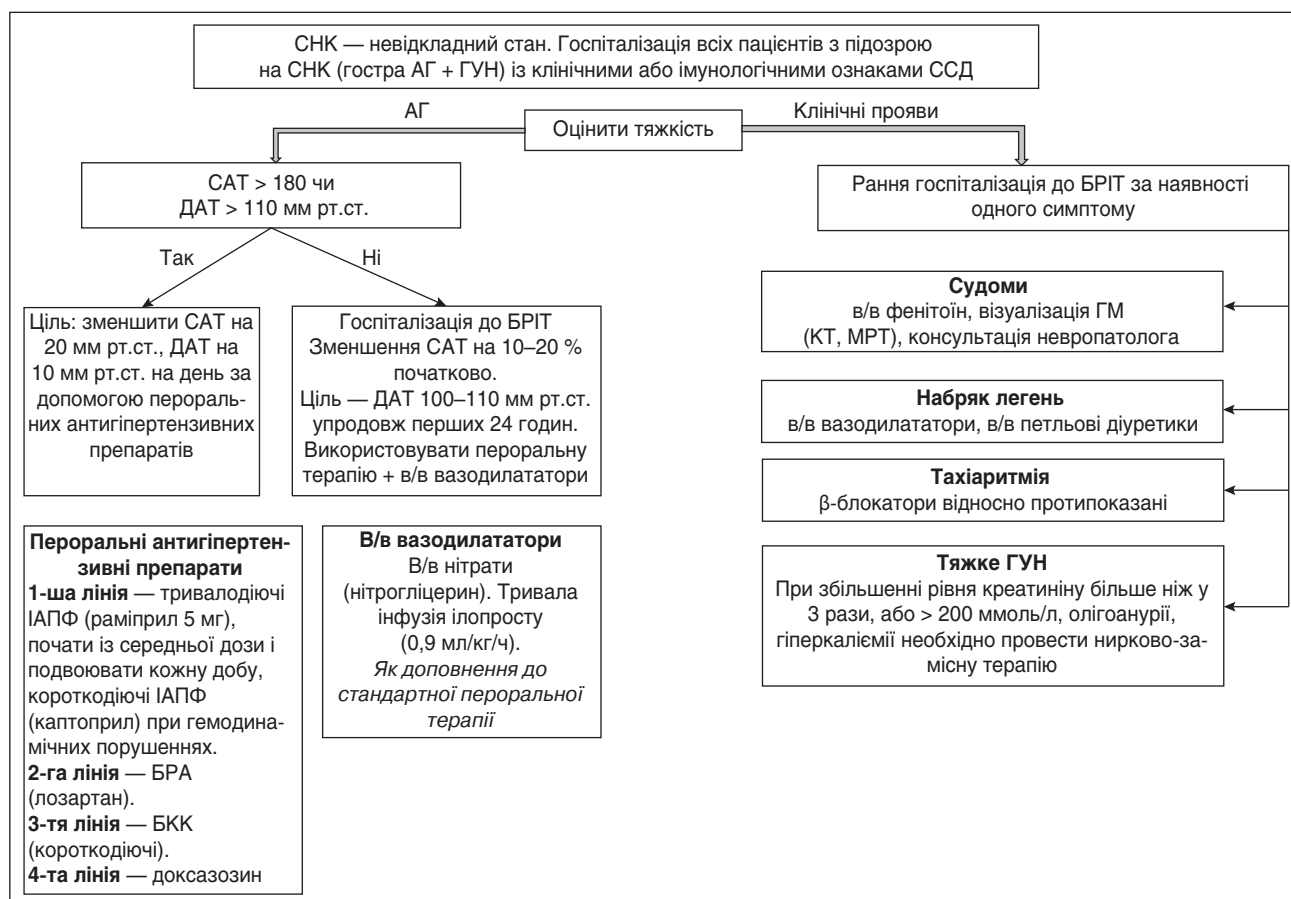 СНК — невідкладний стан. Госпіталізація всіх пацієнтів з підозрою
на СНК (гостра АГ + ГУН) із клінічними або імунологічними ознаками ССД
АГ
Оцінити тяжкість
Клінічні прояви
САТ > 180 чи
ДАТ > 110 мм рт.ст.
Так
Ні
Ціль: зменшити САТ на
20 мм рт.ст., ДАТ на
10 мм рт.ст. на день за
допомогою перораль-
них антигіпертензивних
препаратів
Госпіталізація до БРІТ
Зменшення САТ на 10–20 %
початково.
Ціль — ДАТ 100–110 мм рт.ст.
упродовж перших 24 годин.
Використовувати пероральну
терапію + в/в вазодилататори
Пероральні антигіпертен-
зивні препарати
1-ша лінія — тривалодіючі
ІАПФ (раміприл 5 мг),
почати із середньої дози і
подвоювати кожну добу,
короткодіючі ІАПФ
(каптоприл) при гемодина-
мічних порушеннях.
2-га лінія — БРА
(лозартан).
3-тя лінія — БКК
(короткодіючі).
4-та лінія — доксазозин
В/в вазодилататори
В/в нітрати
(нітрогліцерин). Тривала
інфузія ілопросту
(0,9 мл/кг/ч).
Як доповнення до
стандартної пероральної
терапії
Рання госпіталізація до БРІТ за наявності
одного симптому
Судоми
в/в фенітоїн, візуалізація ГМ
(КТ, МРТ), консультація невропатолога
Набряк легень
в/в вазодилататори, в/в петльові діуретики
Тахіаритмія
β-блокатори відносно протипоказані
Тяжке ГУН
При збільшенні рівня креатиніну більше ніж у
3 рази, або > 200 ммоль/л, олігоанурії,
гіперкаліємії необхідно провести нирково-за-
місну терапію